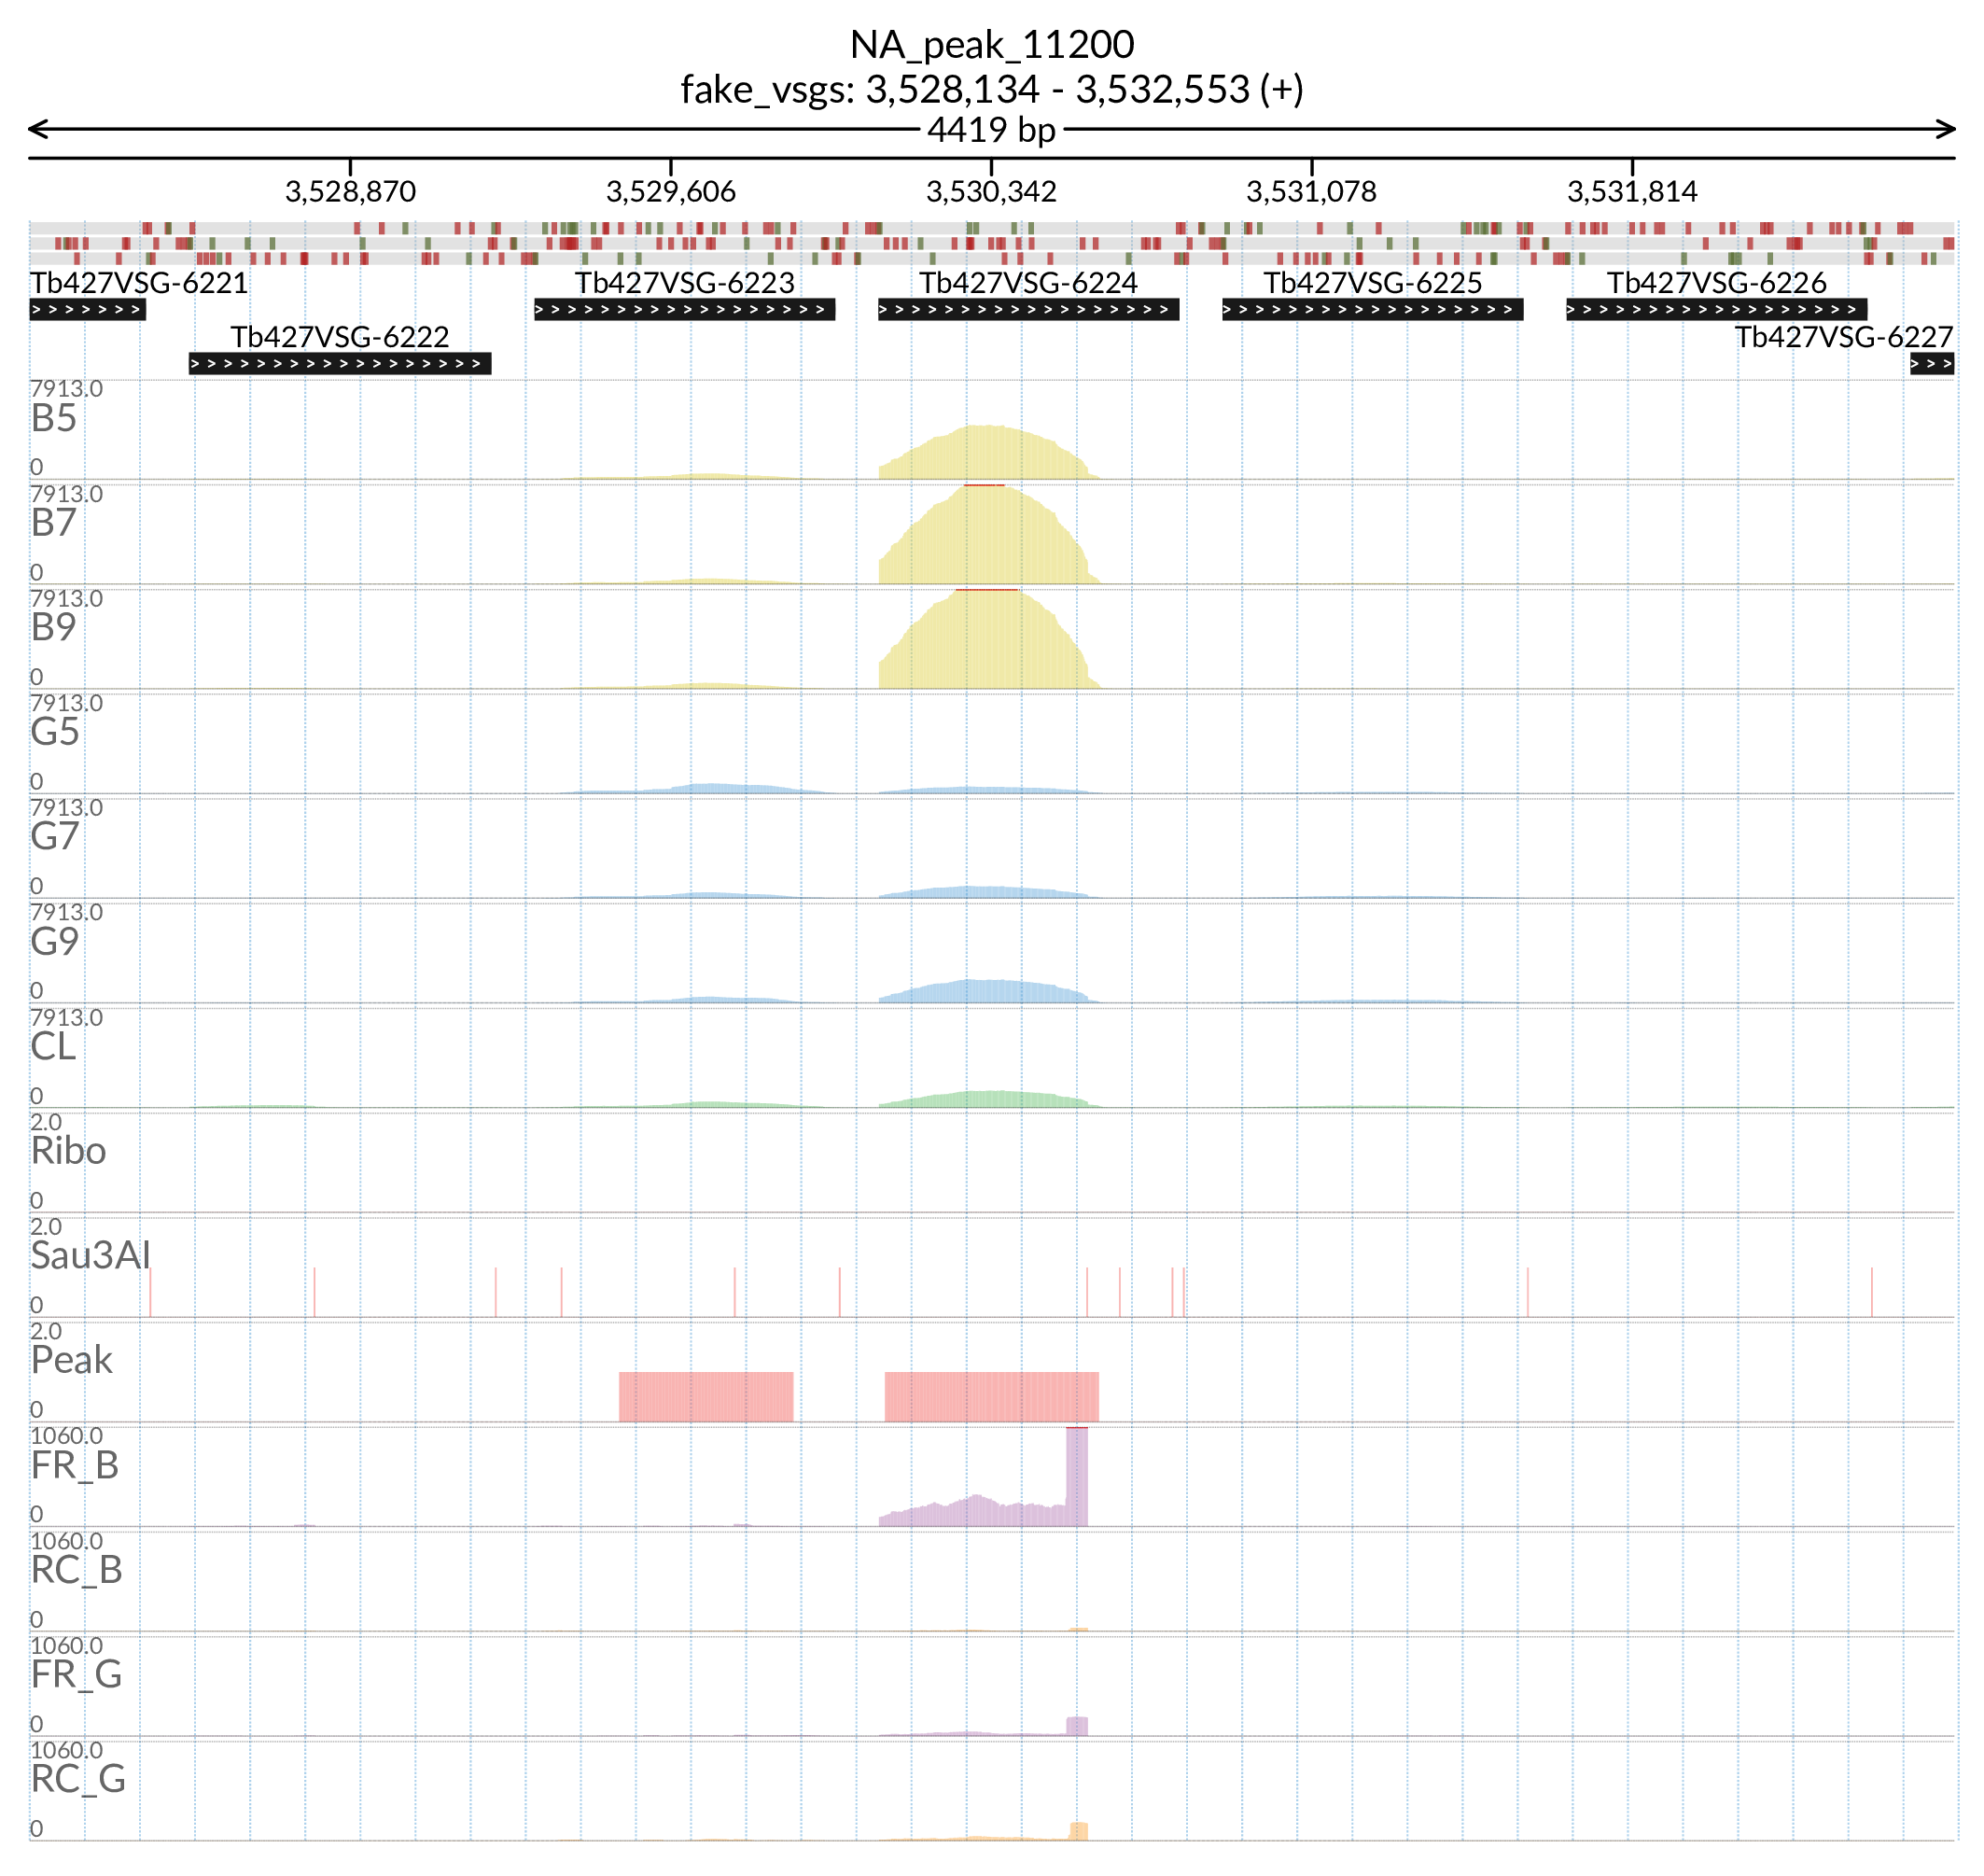 NA_peak_11200
fake_vsgs: 3,528,134 - 3,532,553 (+)
4419 bp
3,528,870 3,529,606 3,530,342 3,531,078 3,531,814
Tb427VSG-6221 Tb427VSG-6223 Tb427VSG-6224 Tb427VSG-6225 Tb427VSG-6226
Tb427VSG-6222 Tb427VSG-6227
7913.0
B5
0
7913.0
B7
0
7913.0
B9
0
7913.0
G5
0
7913.0
G7
0
7913.0
G9
0
7913.0
CL
0
2.0
Ribo
0
2.0
Sau3AI
0
2.0
Peak
0
1060.0
FR_B
0
1060.0
RC_B
0
1060.0
FR_G
0
1060.0
RC_G
0